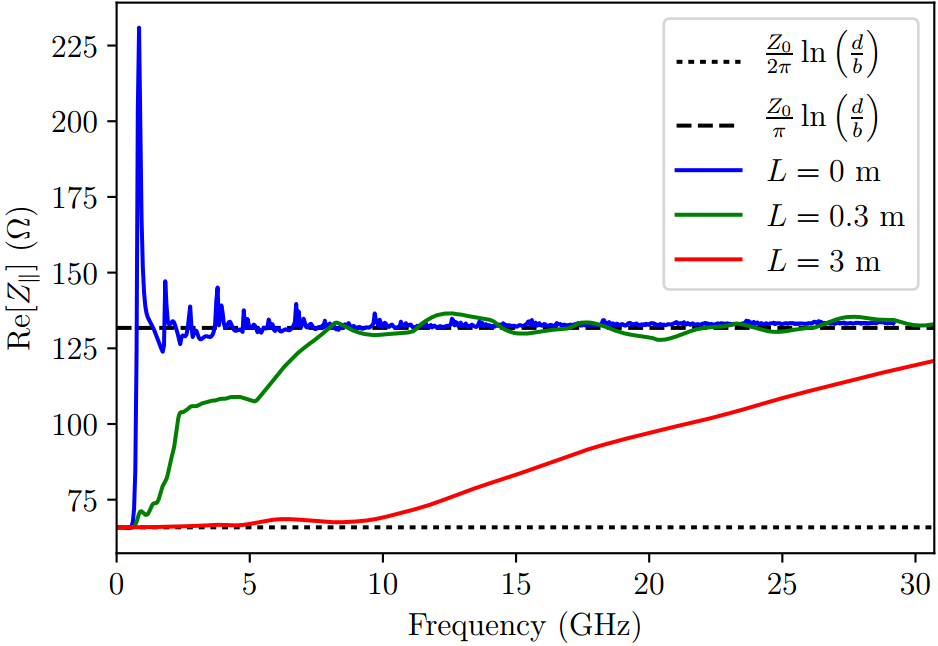 225
200
175
150
125
100
75
0 5 10 15 20 25 30
Re[Z∥] (Ω)
Frequency (GHz)
Z₀/2π ln (d/b)
Z₀/π ln (d/b)
L = 0 m
L = 0.3 m
L = 3 m